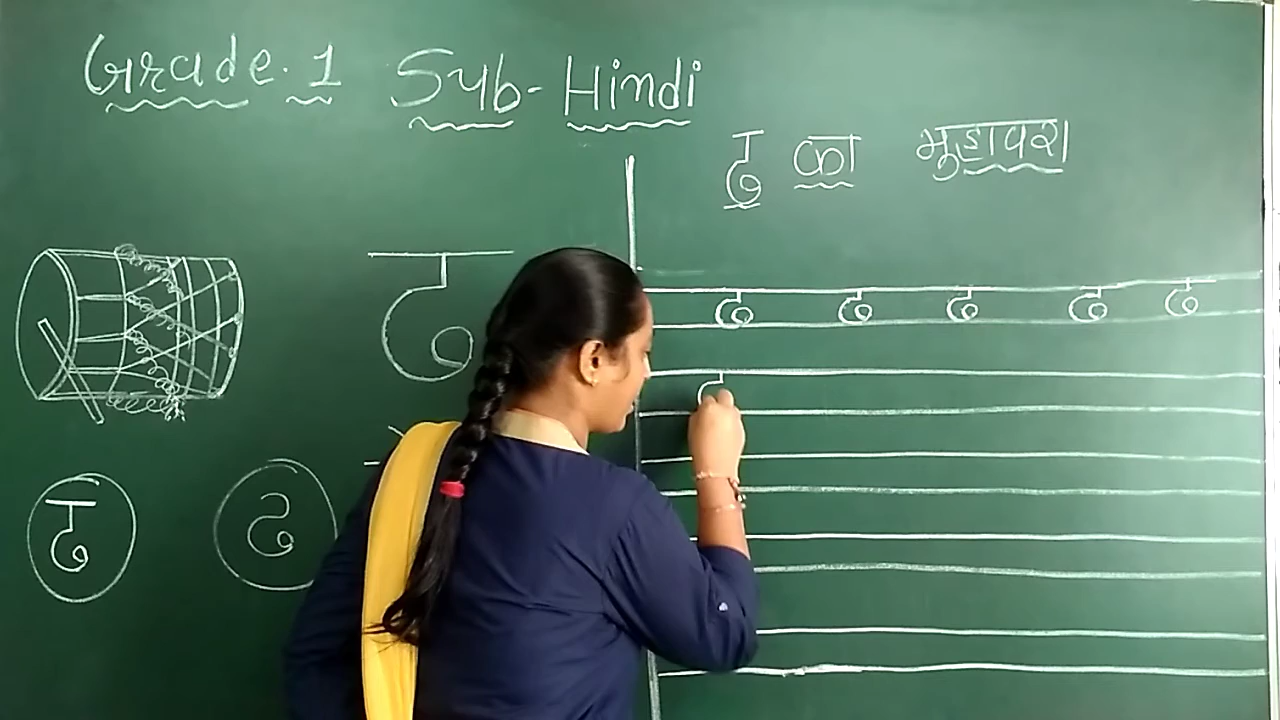 Grade. 1 Sub- Hindi
ढ का मुहावरा
ढ
ढ ढ ढ ढ ढ
ढ